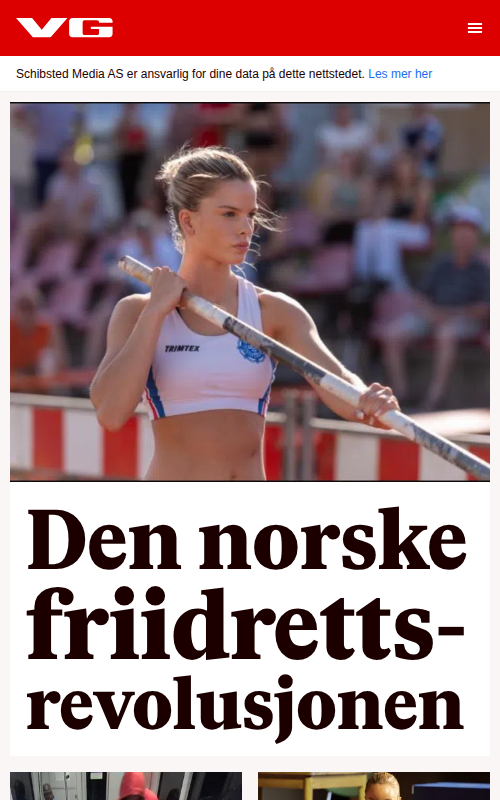 VG
Schibsted Media AS er ansvarlig for dine data på dette nettstedet. Les mer her
TRIMTEX
Den norske
friidretts-
revolusjonen